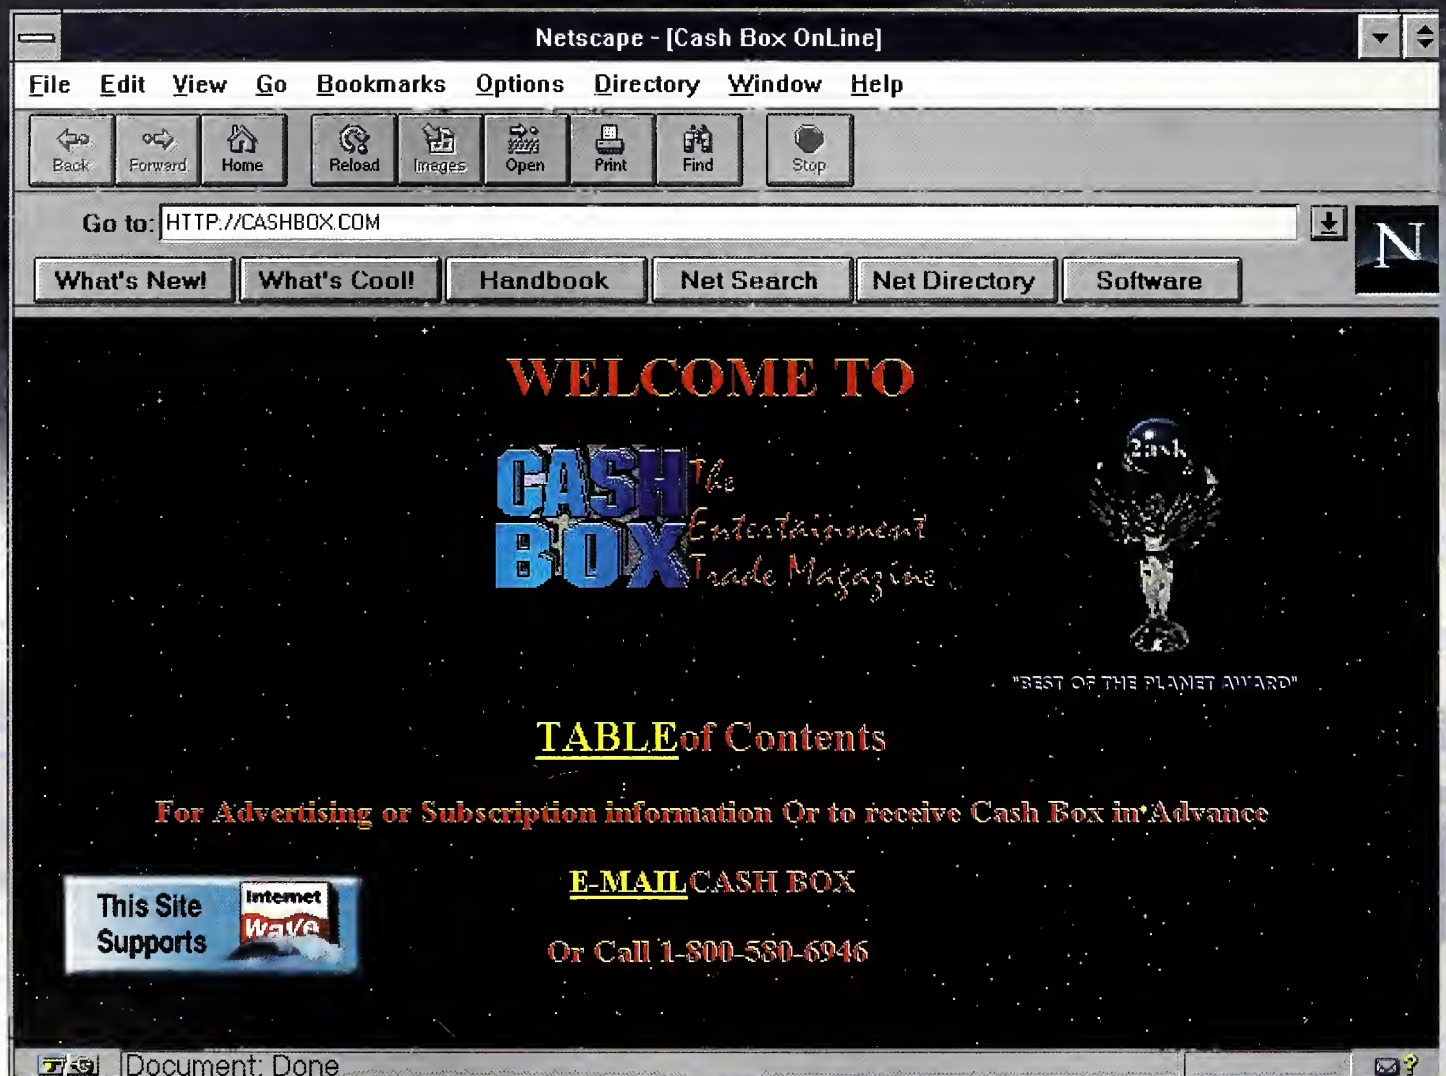 Netscape - [Cash Box OnLine]
File Edit View Go Bookmarks Options Directory Window Help
Back Forward Home Reload Images Open Print Find Stop
Go to: HTTP://CASHBOX.COM
N
What's New! What's Cool! Handbook Net Search Net Directory Software
WELCOME TO
CASH BOX
The
Entertainment
Trade Magazine
"BEST OF THE PLANET AWARD"
TABLE of Contents
For Advertising or Subscription information Or to receive Cash Box in Advance
E-MAIL CASH BOX
Or Call 1-800-580-6946
This Site
Supports
Internet
Wave
Document: Done